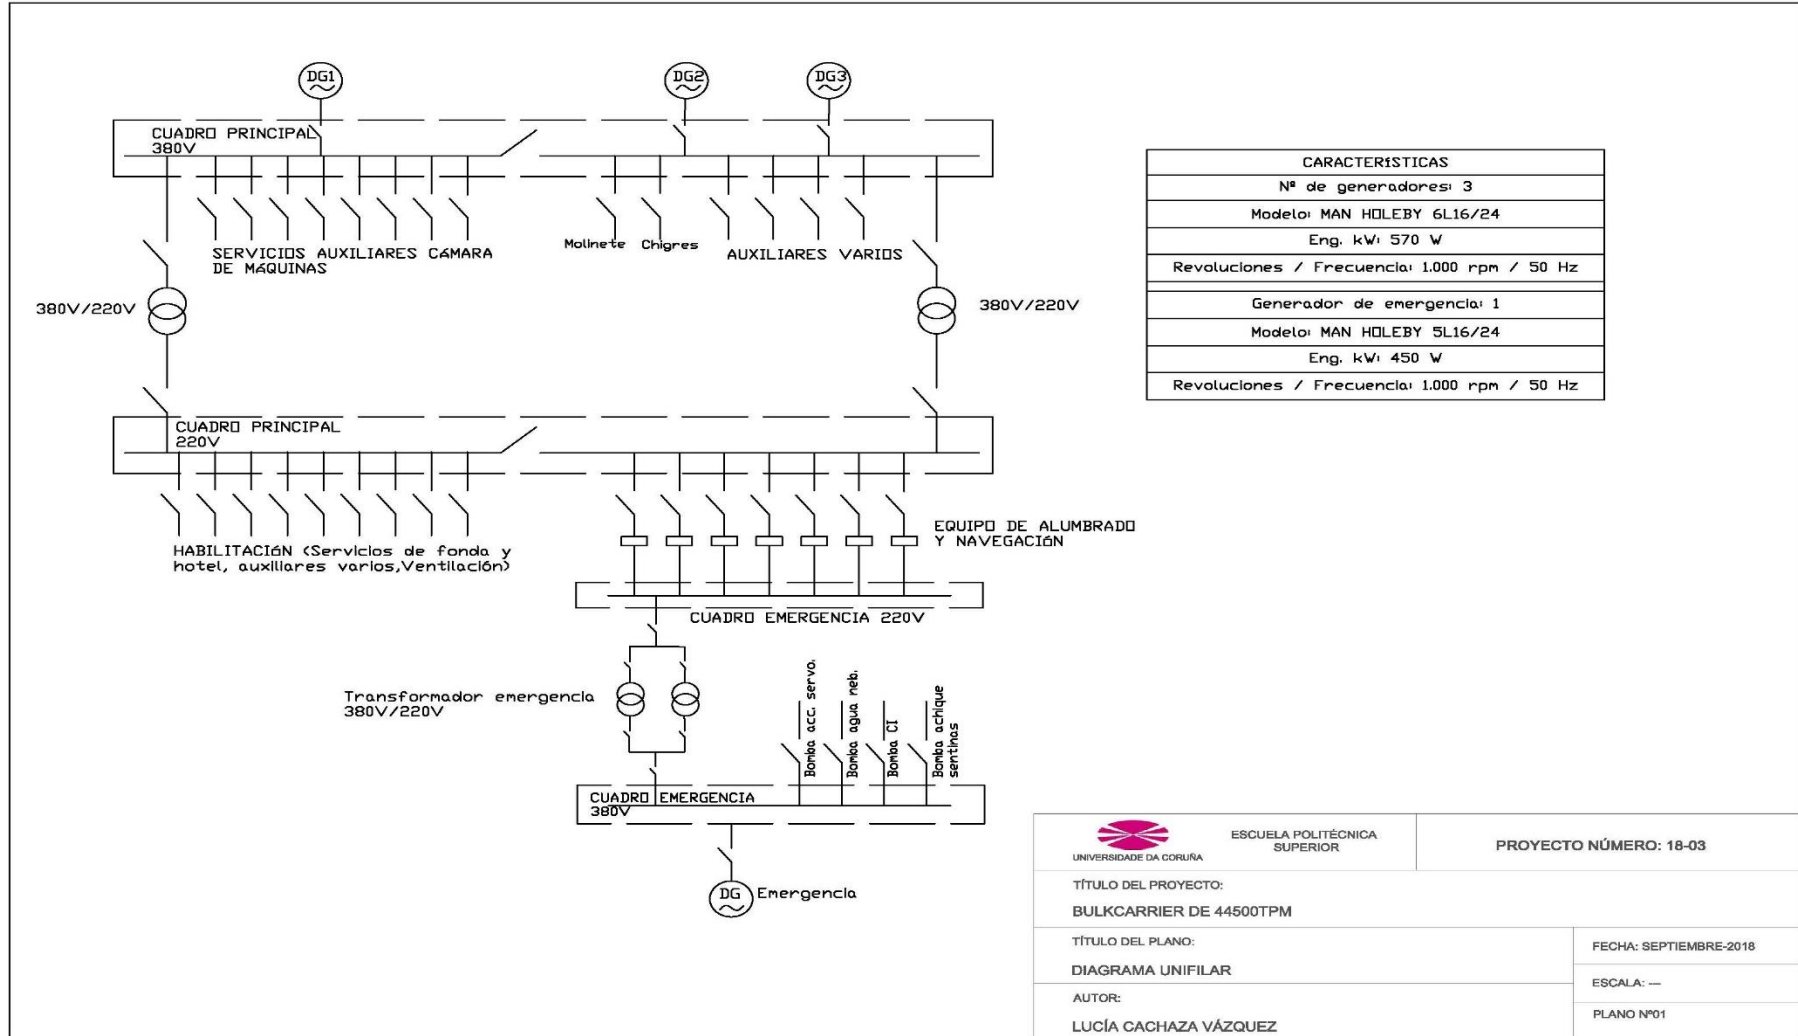 DG1
DG2
DG3
CUADRO PRINCIPAL
380V
SERVICIOS AUXILIARES CáMARA
DE MáQUINAS
Molinete
Chigres
AUXILIARES VARIOS
380V/220V
380V/220V
CUADRO PRINCIPAL
220V
HABILITACIóN (Servicios de fonda y
hotel, auxiliares varios,Ventilación)
EQUIPO DE ALUMBRADO
Y NAVEGACIóN
CUADRO EMERGENCIA 220V
Transformador emergencia
380V/220V
Bomba acc. servo.
Bomba agua neb.
Bomba CI
Bomba achique
sentinas
CUADRO EMERGENCIA
380V
DG
Emergencia
CARACTERíSTICAS
Nº de generadores: 3
Modelo: MAN HOLEBY 6L16/24
Eng. kW: 570 W
Revoluciones / Frecuencia: 1.000 rpm / 50 Hz
Generador de emergencia: 1
Modelo: MAN HOLEBY 5L16/24
Eng. kW: 450 W
Revoluciones / Frecuencia: 1.000 rpm / 50 Hz
UNIVERSIDADE DA CORUÑA
ESCUELA POLITÉCNICA
SUPERIOR
PROYECTO NÚMERO: 18-03
TÍTULO DEL PROYECTO:
BULKCARRIER DE 44500TPM
TÍTULO DEL PLANO:
DIAGRAMA UNIFILAR
FECHA: SEPTIEMBRE-2018
ESCALA: ---
AUTOR:
LUCÍA CACHAZA VÁZQUEZ
PLANO Nº01